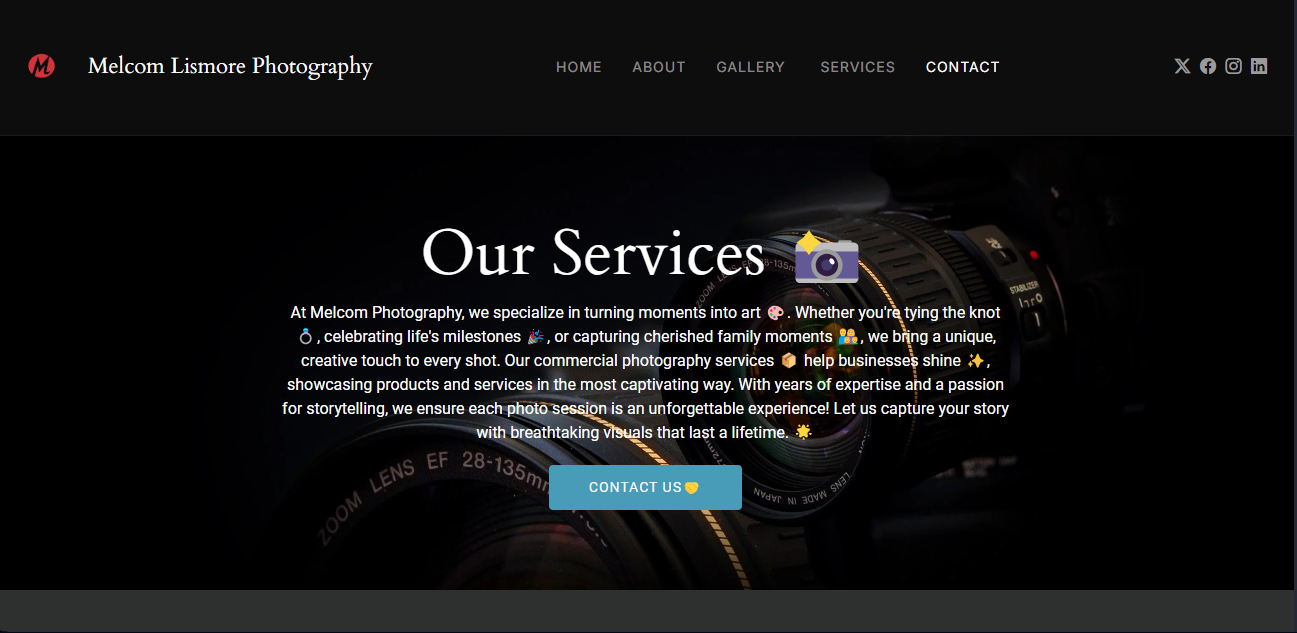 M
Melcom Lismore Photography
HOME ABOUT GALLERY SERVICES CONTACT
Our Services 📸
At Melcom Photography, we specialize in turning moments into art 🎨. Whether you're tying the knot
💍, celebrating life's milestones 🎉, or capturing cherished family moments 👨‍👩‍👧‍👦, we bring a unique,
creative touch to every shot. Our commercial photography services 📦 help businesses shine ✨,
showcasing products and services in the most captivating way. With years of expertise and a passion
for storytelling, we ensure each photo session is an unforgettable experience! Let us capture your story
with breathtaking visuals that last a lifetime. 🌟
CONTACT US🤝
ZOOM LENS EF 28-135mm
ZOOM LENS EF 28-135mm
STABILIZER
LENS MADE IN JAPAN